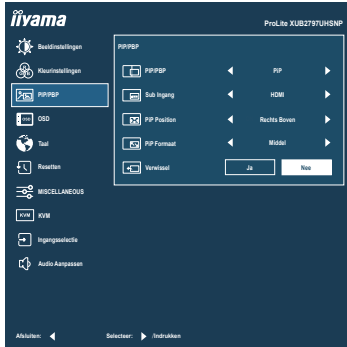 iiyama
ProLite XUB2797UHSNP
Beeldinstellingen
Kleurinstellingen
PIP/PBP
OSD
OSD
Taal
Resetten
MISCELLANEOUS
KVM KVM
Ingangsselectie
Audio Aanpassen
PIP/PBP
PIP/PBP PIP
Sub Ingang HDMI
PIP Position Rechts Boven
PIP Formaat Middel
Verwissel Ja Nee
Afsluiten: Selecteer: /Indrukken